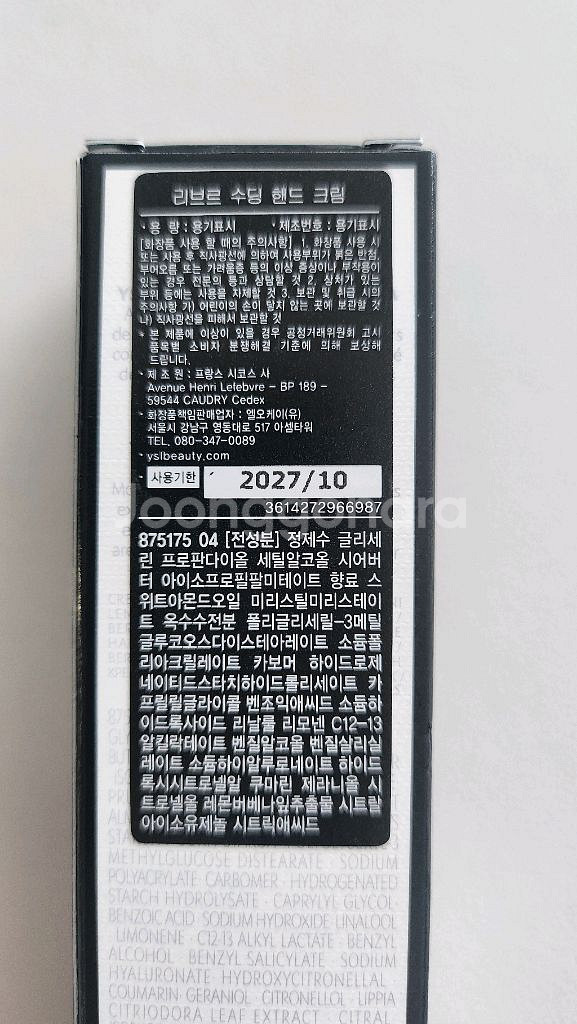 리브르 수딩 핸드 크림
· 용 량 : 용기표시 · 제조번호 : 용기표시
[화장품 사용 할 때의 주의사항] 1. 화장품 사용 시
또는 사용 후 직사광선에 의하여 사용부위가 붉은 반점,
부어오름 또는 가려움증 등의 이상 증상이나 부작용이
있는 경우 전문의 등과 상담할 것 2. 상처가 있는
부위 등에는 사용을 자제할 것 3. 보관 및 취급 시의
주의사항 가) 어린이의 손이 닿지 않는 곳에 보관할 것
나) 직사광선을 피해서 보관할 것
· 본 제품에 이상이 있을 경우 공정거래위원회 고시
품목별 소비자 분쟁해결 기준에 의해 보상해
드립니다.
· 제 조 원 : 프랑스 시코스 사
Avenue Henri Lefebvre – BP 189 –
59544 CAUDRY Cedex
· 화장품책임판매업자 : 엘오케이(유)
서울시 강남구 영동대로 517 아셈타워
TEL. 080-347-0089
· yslbeauty.com
사용기한 2027/10
3614272966987
joonggonara
875175 04 [전성분] 정제수 글리세
린 프로판다이올 세틸알코올 시어버
터 아이소프로필팔미테이트 향료 스
위트아몬드오일 미리스틸미리스테이
트 옥수수전분 폴리글리세릴-3메틸
글루코오스다이스테아레이트 소듐폴
리아크릴레이트 카보머 하이드로제
네이티드스타치하이드롤리세이트 카
프릴릴글라이콜 벤조익애씨드 소듐하
이드록사이드 리날룰 리모넨 C12-13
알킬락테이트 벤질알코올 벤질살리실
레이트 소듐하이알루로네이트 하이드
록시시트로넬알 쿠마린 제라니올 시
트로넬올 레몬버베나잎추출물 시트랄
아이소유제놀 시트릭애씨드
METHYLGLUCOSE DISTEARATE · SODIUM
POLYACRYLATE · CARBOMER · HYDROGENATED
STARCH HYDROLYSATE · CAPRYLYL GLYCOL ·
BENZOIC ACID · SODIUM HYDROXIDE · LINALOOL
LIMONENE · C12-13 ALKYL LACTATE · BENZYL
ALCOHOL · BENZYL SALICYLATE · SODIUM
HYALURONATE · HYDROXYCITRONELLAL ·
COUMARIN · GERANIOL · CITRONELLOL · LIPPIA
CITRIODORA LEAF EXTRACT · CITRAL